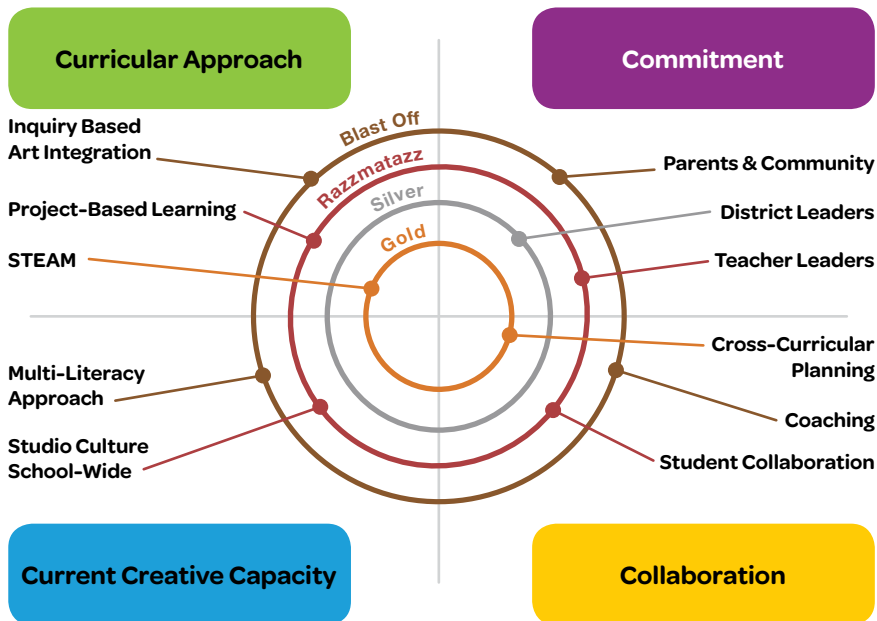 Curricular Approach
Commitment
Inquiry Based
Art Integration
Project-Based Learning
STEAM
Blast Off
Razzmatazz
Silver
Gold
Parents & Community
District Leaders
Teacher Leaders
Multi-Literacy
Approach
Studio Culture
School-Wide
Cross-Curricular
Planning
Coaching
Student Collaboration
Current Creative Capacity
Collaboration